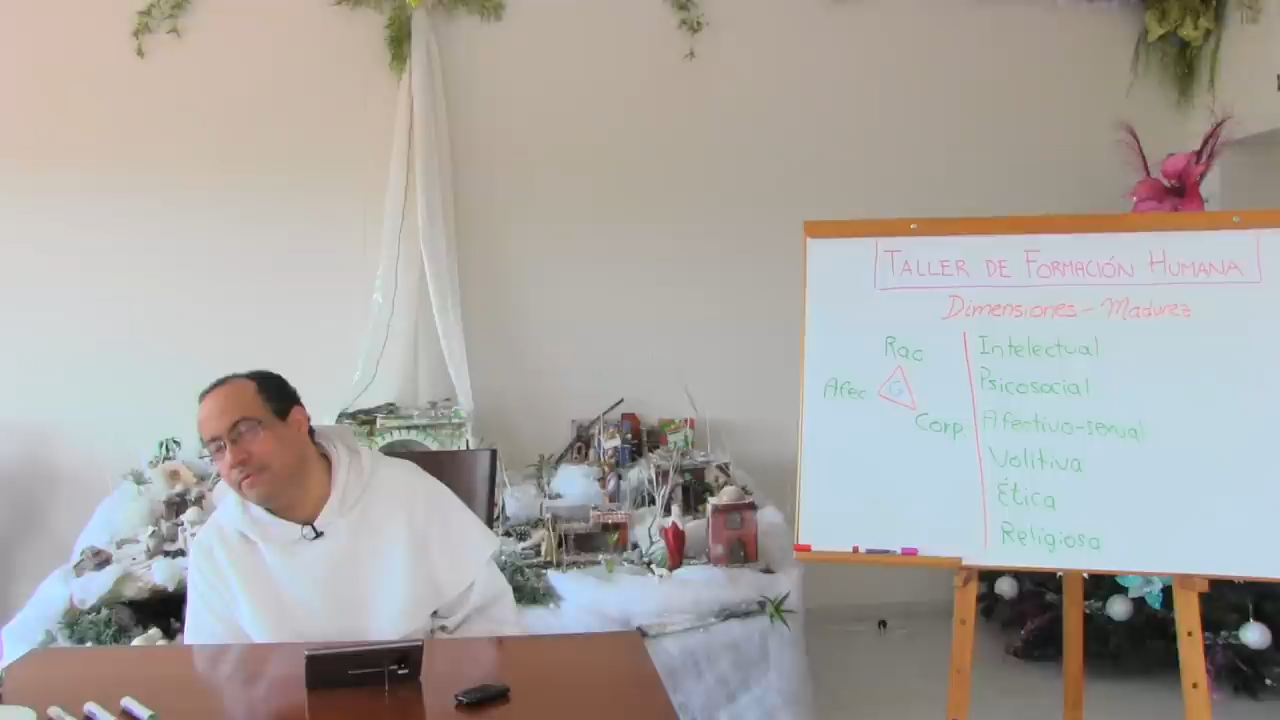 TALLER DE FORMACIÓN HUMANA
Dimensiones - Madurez
Rac
Afec
G
Corp
Intelectual
Psicosocial
Afectivo-sexual
Volitiva
Ética
Religiosa